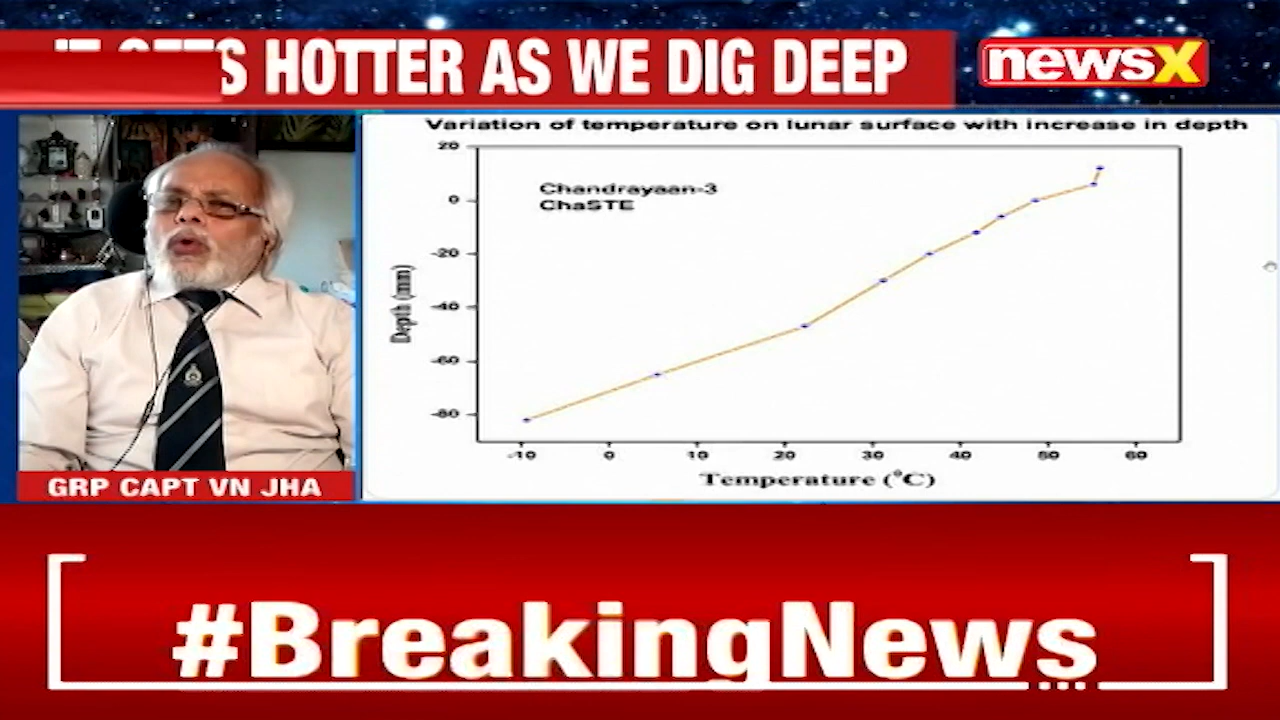 HOTTER AS WE DIG DEEP
newsX
Variation of temperature on lunar surface with increase in depth
20
0
-20
-40
-60
-80
Depth (mm)
Chandrayaan-3
ChaSTE
-10 0 10 20 30 40 50 60
Temperature (°C)
GRP CAPT VN JHA
#BreakingNews